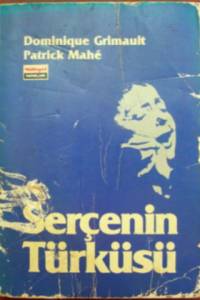 Dominique Grimault
Patrick Mahé
Serçenin
Türküsü